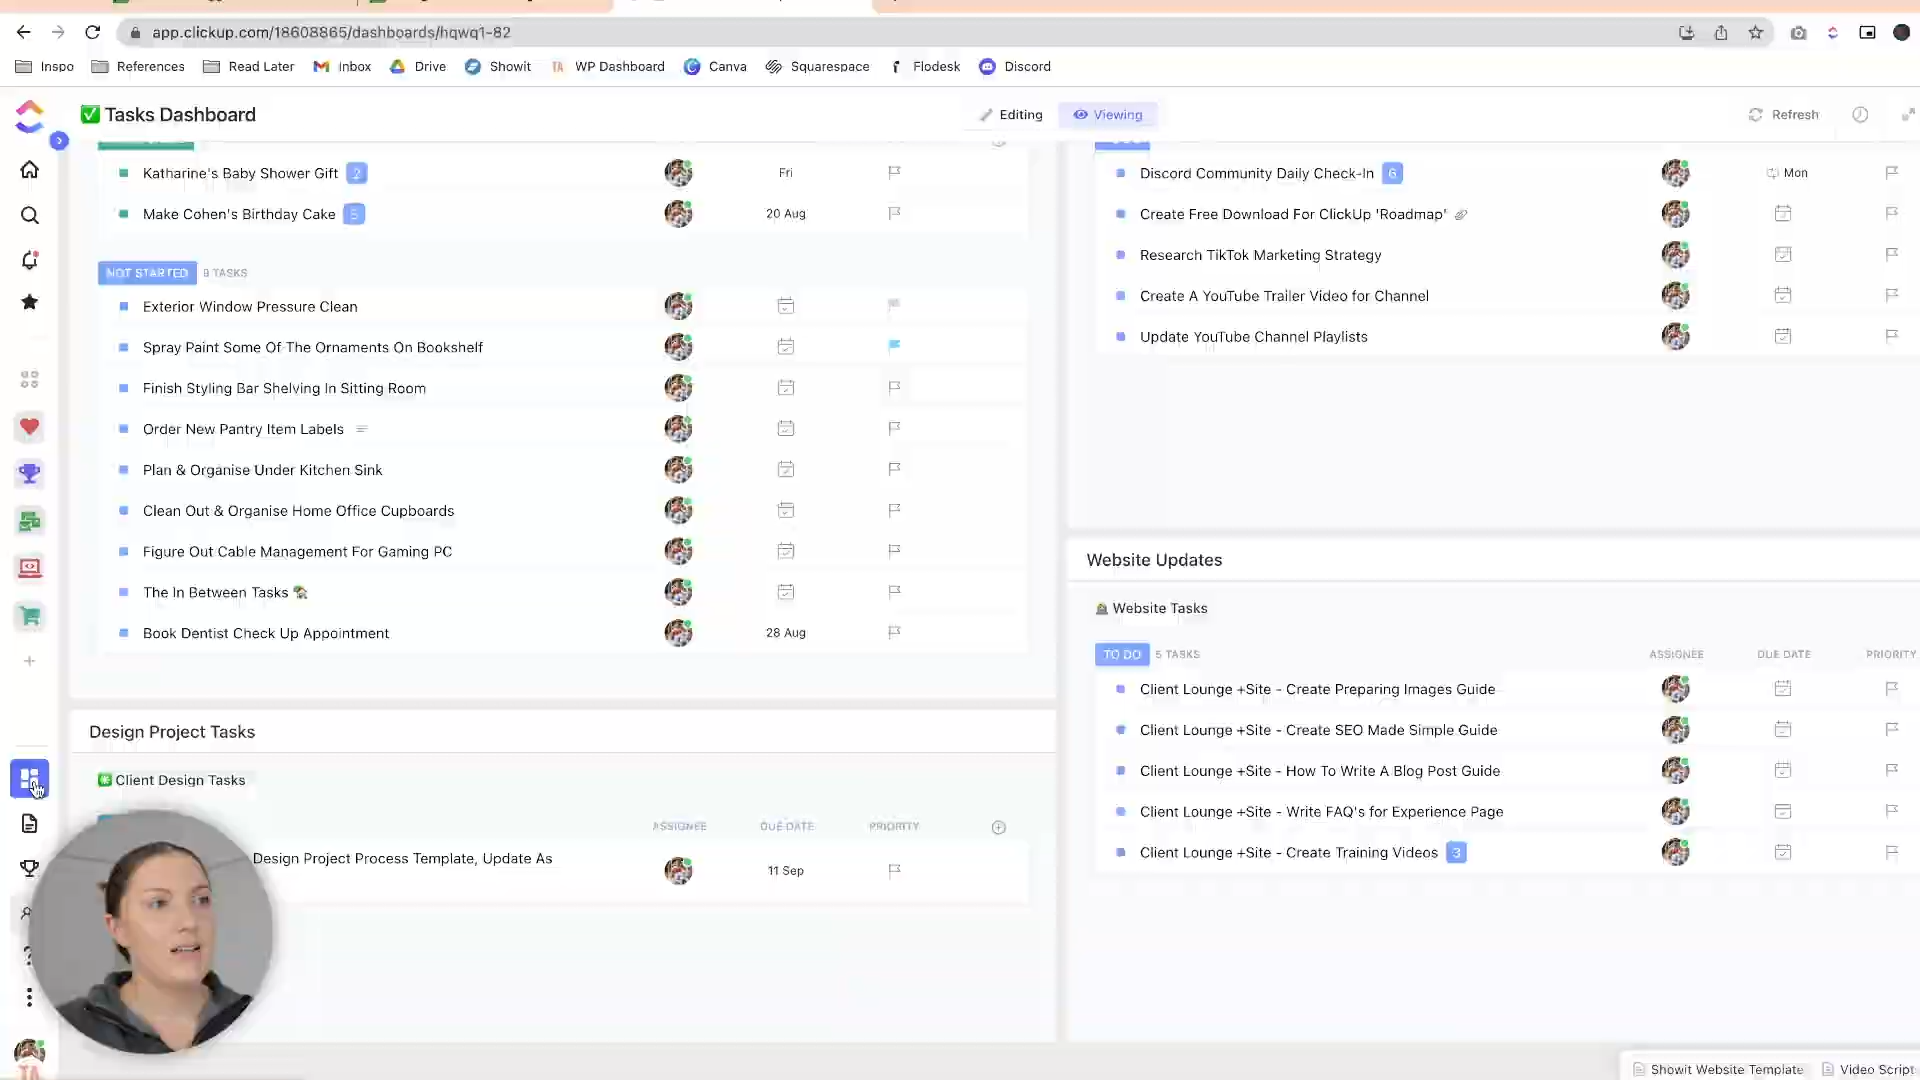 app.clickup.com/18608865/dashboards/hqwq1-82
Inspo
References
Read Later
Inbox
Drive
Showit
TA
WP Dashboard
Canva
Squarespace
Flodesk
Discord
Tasks Dashboard
Editing
Viewing
Refresh
Katharine's Baby Shower Gift 2
Fri
Make Cohen's Birthday Cake 5
20 Aug
NOT STARTED 9 TASKS
Exterior Window Pressure Clean
Spray Paint Some Of The Ornaments On Bookshelf
Finish Styling Bar Shelving In Sitting Room
Order New Pantry Item Labels
Plan & Organise Under Kitchen Sink
Clean Out & Organise Home Office Cupboards
Figure Out Cable Management For Gaming PC
The In Between Tasks
Book Dentist Check Up Appointment
28 Aug
Design Project Tasks
Client Design Tasks
ASSIGNEE DUE DATE PRIORITY
Design Project Process Template, Update As
11 Sep
TA
Discord Community Daily Check-In 6
Mon
Create Free Download For ClickUp 'Roadmap'
Research TikTok Marketing Strategy
Create A YouTube Trailer Video for Channel
Update YouTube Channel Playlists
Website Updates
Website Tasks
TO DO 5 TASKS ASSIGNEE DUE DATE PRIORITY
Client Lounge +Site - Create Preparing Images Guide
Client Lounge +Site - Create SEO Made Simple Guide
Client Lounge +Site - How To Write A Blog Post Guide
Client Lounge +Site - Write FAQ's for Experience Page
Client Lounge +Site - Create Training Videos 3
Showit Website Template
Video Script